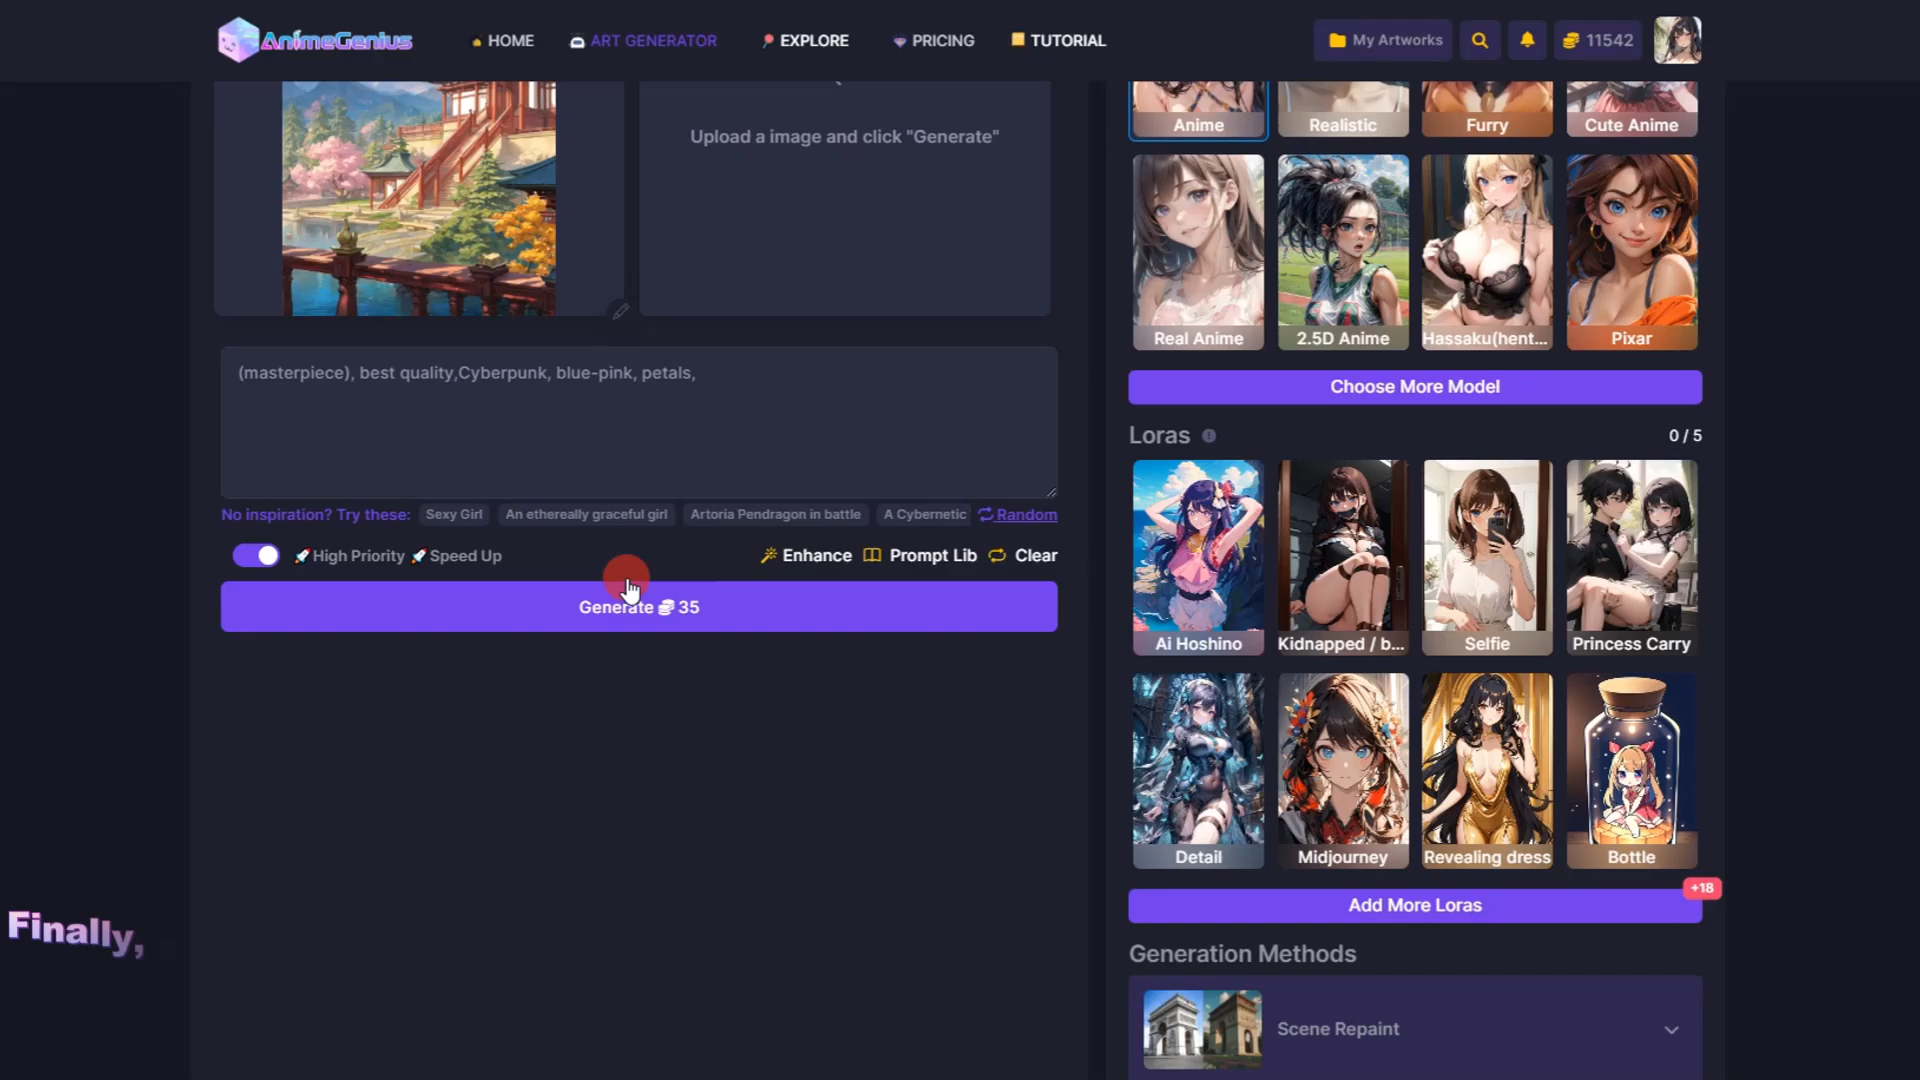 AnimeGenius
HOME
ART GENERATOR
EXPLORE
PRICING
TUTORIAL
My Artworks
11542
Upload a image and click "Generate"
Anime
Realistic
Furry
Cute Anime
Real Anime
2.5D Anime
Hassaku(hent...
Pixar
Choose More Model
(masterpiece), best quality,Cyberpunk, blue-pink, petals,
No inspiration? Try these:
Sexy Girl
An ethereally graceful girl
Artoria Pendragon in battle
A Cybernetic
Random
High Priority
Speed Up
Enhance
Prompt Lib
Clear
Generate 35
Loras
0 / 5
Ai Hoshino
Kidnapped / b...
Selfie
Princess Carry
Detail
Midjourney
Revealing dress
Bottle
+18
Add More Loras
Generation Methods
Scene Repaint
Finally,